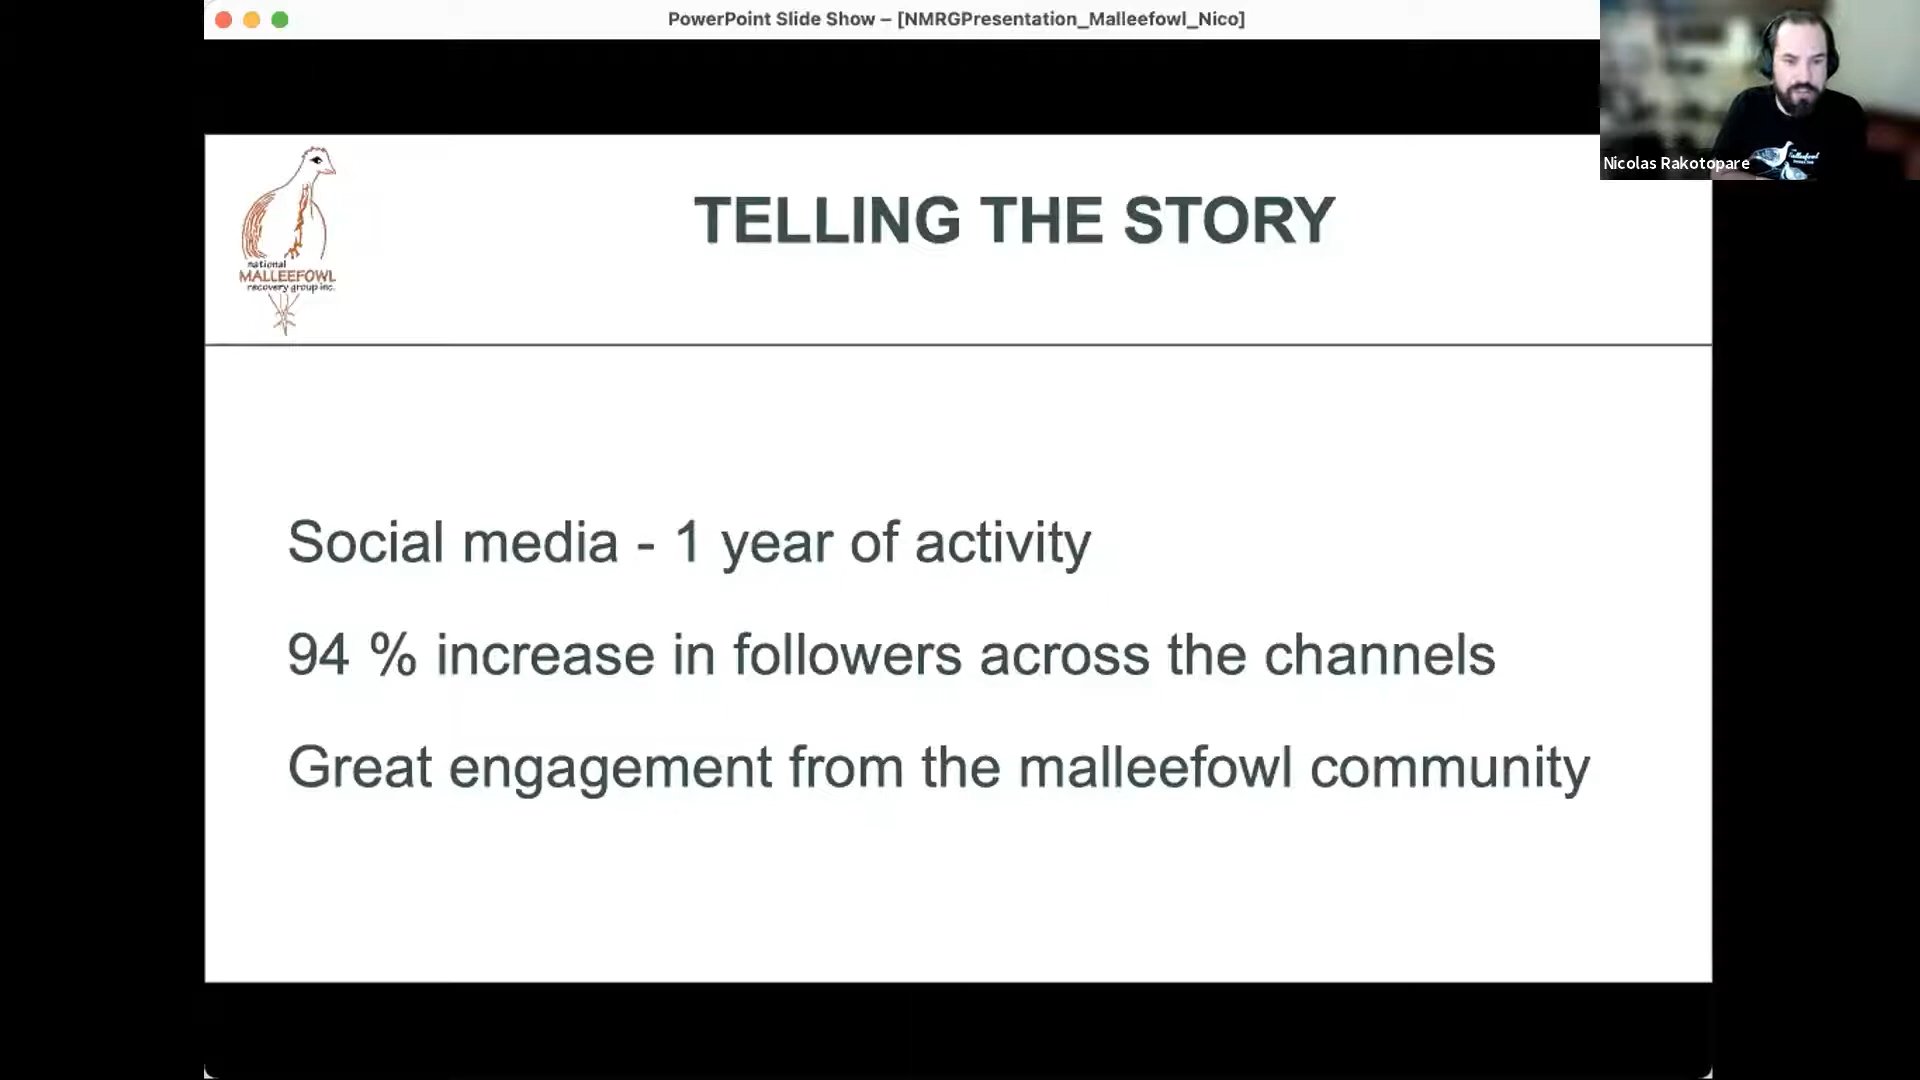 PowerPoint Slide Show – [NMRGPresentation_Malleefowl_Nico]
Nicolas Rakotopare
national
MALLEEFOWL
recovery group inc.
TELLING THE STORY
Social media - 1 year of activity
94 % increase in followers across the channels
Great engagement from the malleefowl community